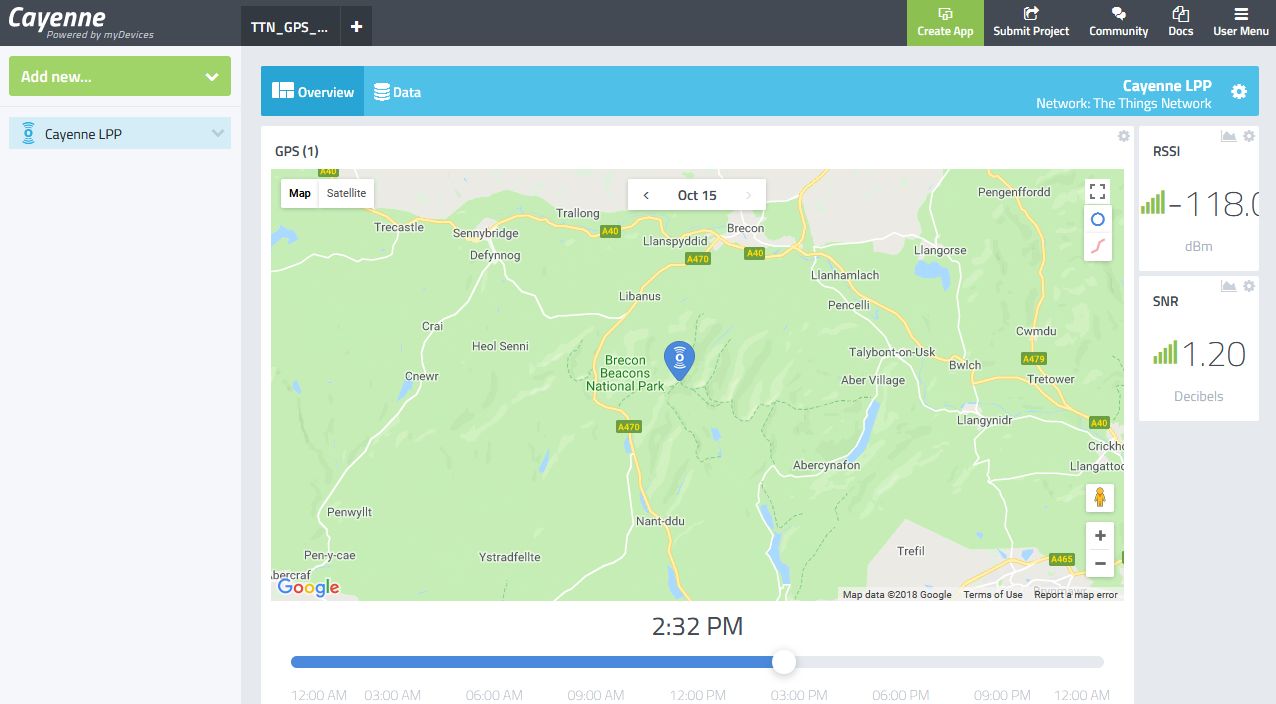 Cayenne
Powered by myDevices
TTN_GPS_...
+
Create App
Submit Project
Community
Docs
User Menu
Add new...
Cayenne LPP
Overview
Data
Cayenne LPP
Network: The Things Network
GPS (1)
Map
Satellite
Oct 15
A40
Trecastle
Sennybridge
Defynnog
Trallong
A40
Llanspyddid
A470
Brecon
A40
Pengenffordd
Llangorse
Llanhamlach
Pencelli
Libanus
Crai
Heol Senni
Cnewr
Brecon
Beacons
National Park
Talybont-on-Usk
Aber Village
Cwmdu
A479
Bwlch
Tretower
A470
Llangynidr
A40
Crickh
Llangattoc
Abercynafon
Penwyllt
Nant-ddu
Pen-y-cae
Ystradfellte
Trefil
A465
Abercraf
Brynmawr
Google
Map data ©2018 Google
Terms of Use
Report a map error
2:32 PM
12:00 AM 03:00 AM 06:00 AM 09:00 AM 12:00 PM 03:00 PM 06:00 PM 09:00 PM 12:00 AM
RSSI
-118.0
dBm
SNR
1.20
Decibels